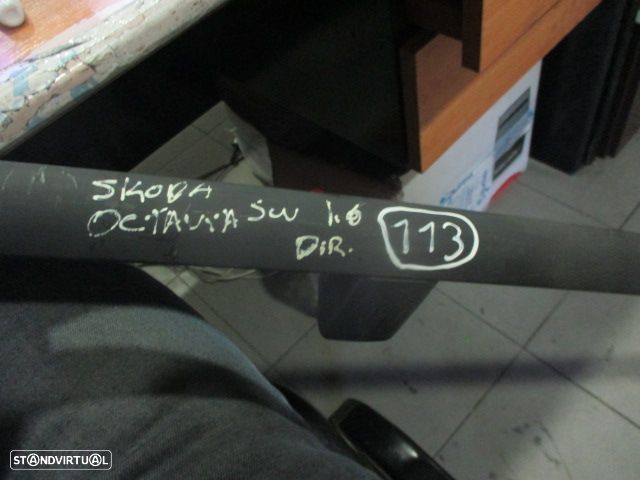 SKODA
OCTAVIA SW 1.6
DIR.
113
STANDVIRTUAL